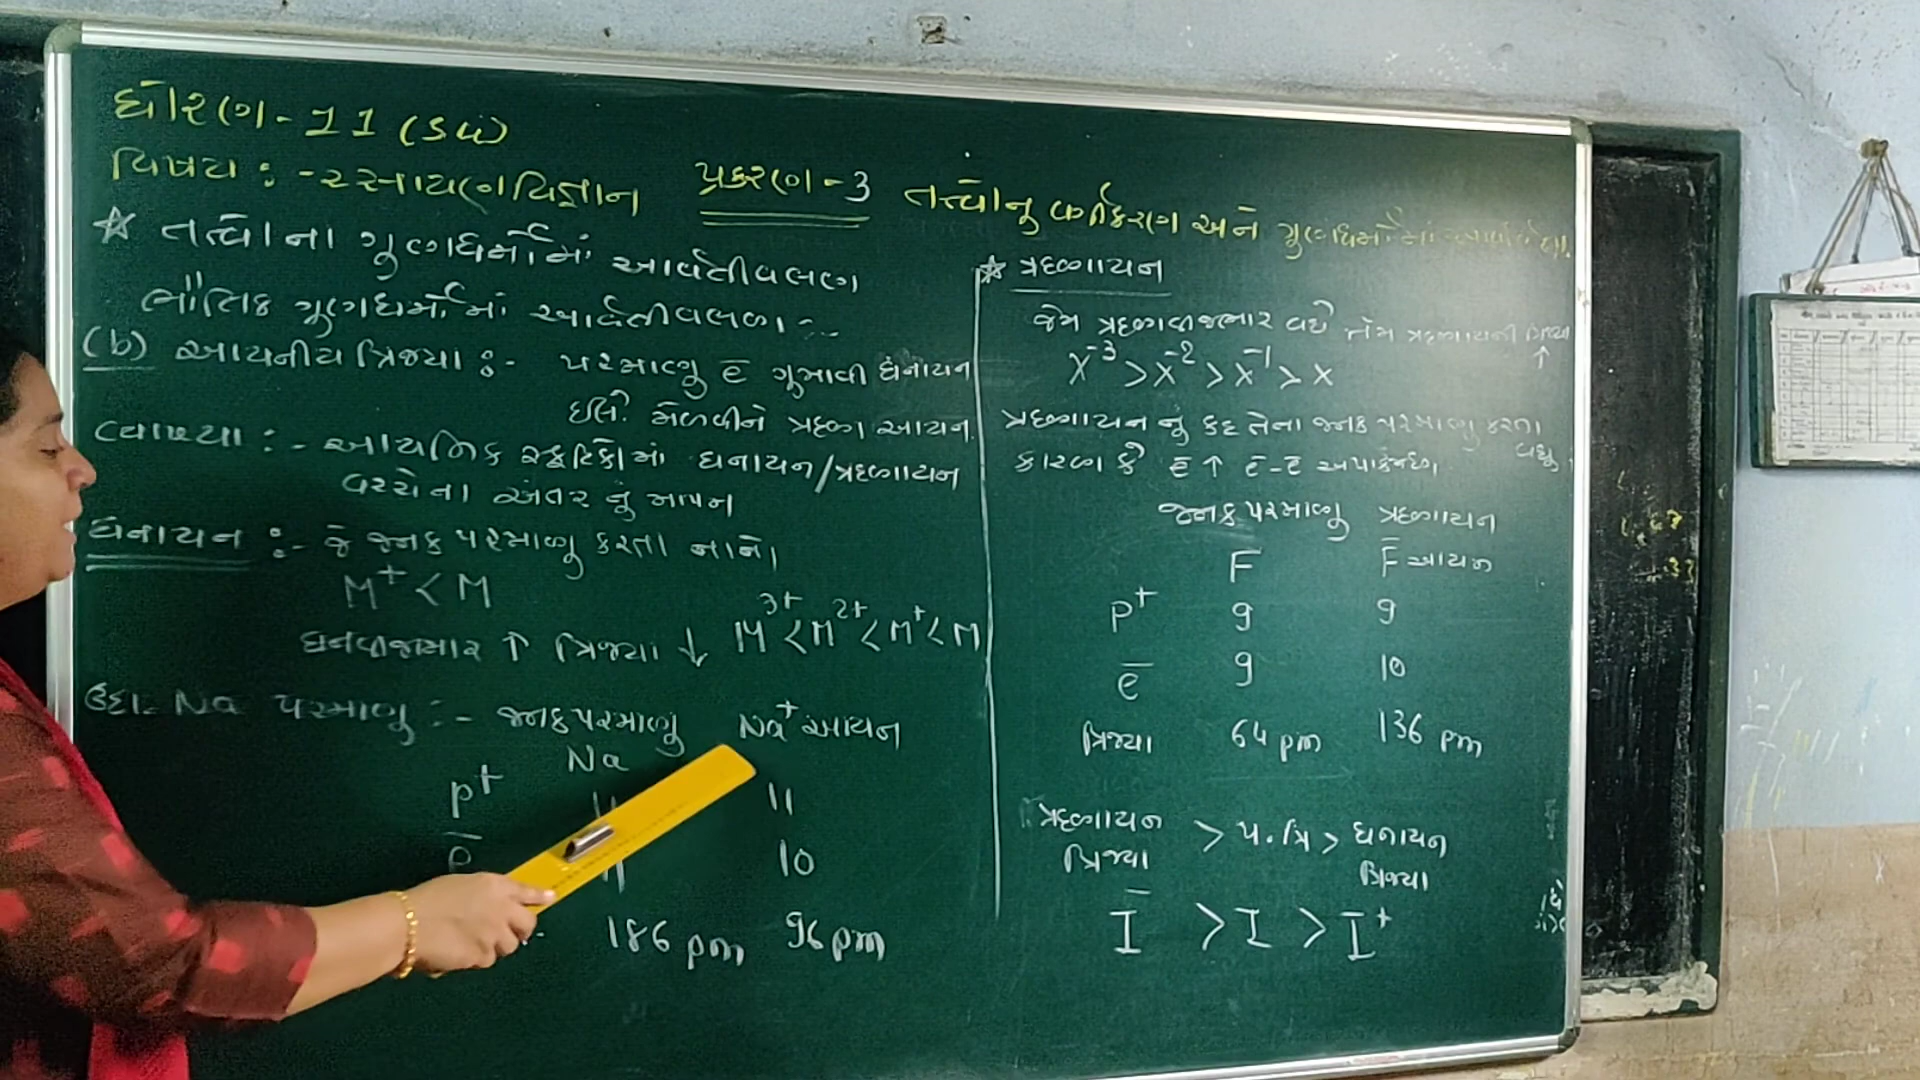 ધોરણ - 11 (સાય)
વિષય : - રસાયણવિજ્ઞાન પ્રકરણ - 3 તત્ત્વોનું વર્ગીકરણ અને ગુણધર્મોમાં
☆ તત્ત્વોના ગુણધર્મોમાં આવર્તીવલણ
ભૌતિક ગુણધર્મોમાં આવર્તીવલણ :-
(b) આયનીય ત્રિજ્યા :- પરમાણુ e̅ ગુમાવી ધનાયન
ઈલે. મેળવીને ઋણ આયન
વ્યાખ્યા :- આયનિક સ્ફટિકોમાં ધનાયન/ઋણાયન
વચ્ચેના અંતર નું માપન
ધનાયન :- જે જનક પરમાણુ કરતા નાનો
M⁺ < M
ધનવીજભાર ↑ ત્રિજ્યા ↓ M³⁺ < M²⁺ < M⁺ < M
ઉદા- Na પરમાણુ :- જનકપરમાણુ Na⁺ આયન
Na
P⁺ 11 11
e̅ 11 10
186 pm 96 pm
☆ ઋણાયન
જેમ ઋણવીજભાર વધે તેમ ઋણાયનની ત્રિજ્યા ↑
X⁻³ > X⁻² > X⁻¹ > X
ઋણાયન નું કદ તેના જનક પરમાણુ કરતા વધુ
કારણ કે e̅ ↑ e̅ - e̅ અપાકર્ષણ
જનક પરમાણુ ઋણાયન
F F̅ આયન
P⁺ 9 9
e̅ 9 10
ત્રિજ્યા 64 pm 136 pm
ઋણાયન ત્રિજ્યા > પ.ત્રિ > ધનાયન ત્રિજ્યા
I̅ > I > I⁺